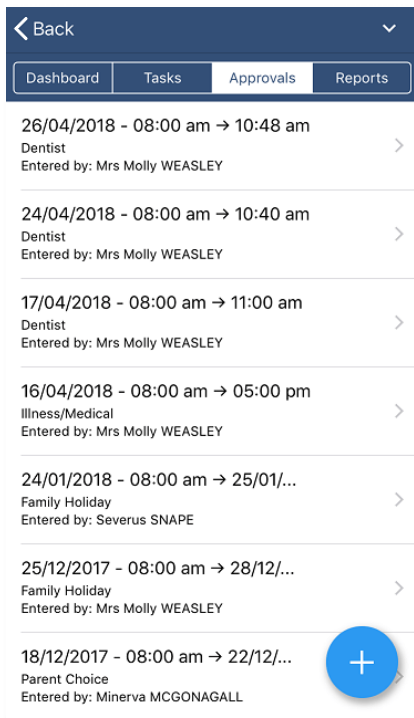 Back
Dashboard Tasks Approvals Reports
26/04/2018 - 08:00 am → 10:48 am
Dentist
Entered by: Mrs Molly WEASLEY
24/04/2018 - 08:00 am → 10:40 am
Dentist
Entered by: Mrs Molly WEASLEY
17/04/2018 - 08:00 am → 11:00 am
Dentist
Entered by: Mrs Molly WEASLEY
16/04/2018 - 08:00 am → 05:00 pm
Illness/Medical
Entered by: Mrs Molly WEASLEY
24/01/2018 - 08:00 am → 25/01/...
Family Holiday
Entered by: Severus SNAPE
25/12/2017 - 08:00 am → 28/12/...
Family Holiday
Entered by: Mrs Molly WEASLEY
18/12/2017 - 08:00 am → 22/12/...
Parent Choice
Entered by: Minerva MCGONAGALL